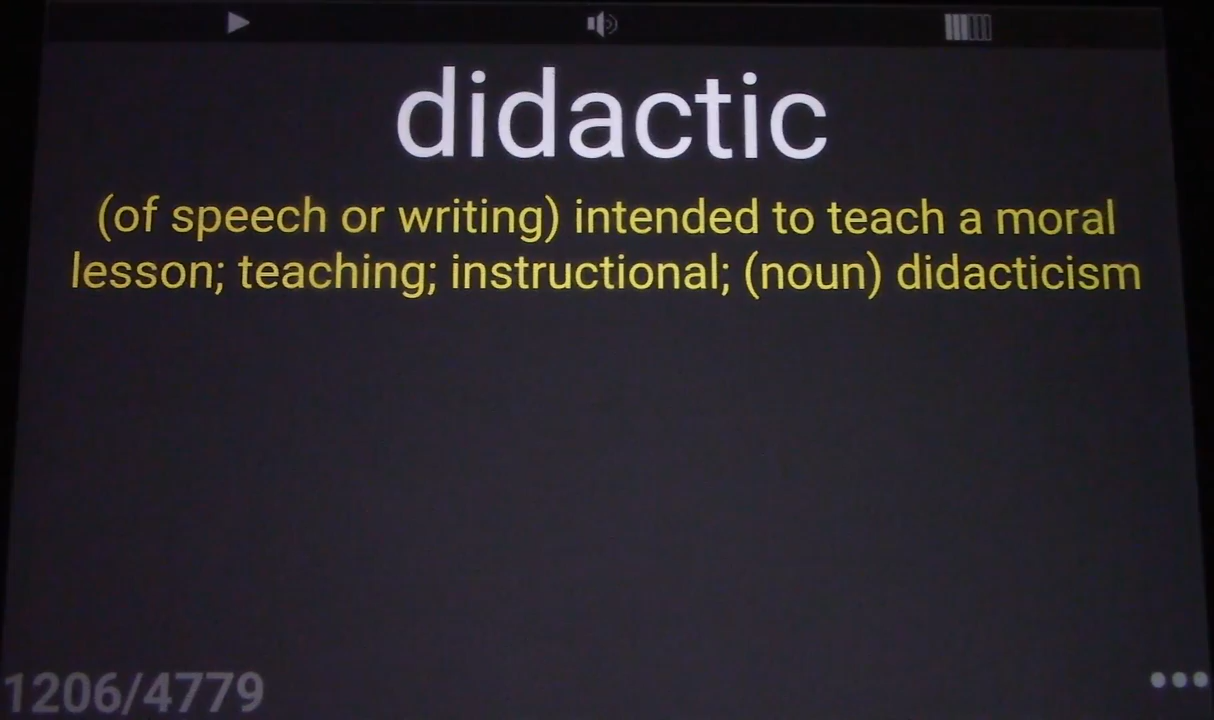 didactic
(of speech or writing) intended to teach a moral
lesson; teaching; instructional; (noun) didacticism
1206/4779